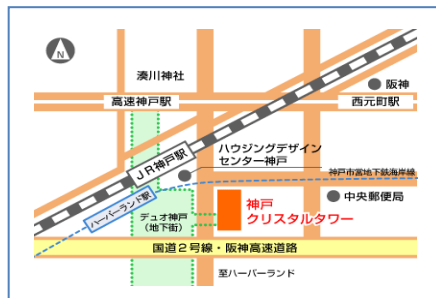 N
湊川神社
阪神
高速神戸駅
西元町駅
ハウジングデザイン
センター神戸
JR神戸駅
神戸市営地下鉄海岸線
ハーバーランド駅
神戸
クリスタルタワー
中央郵便局
デュオ神戸
(地下街)
国道2号線・阪神高速道路
至ハーバーランド